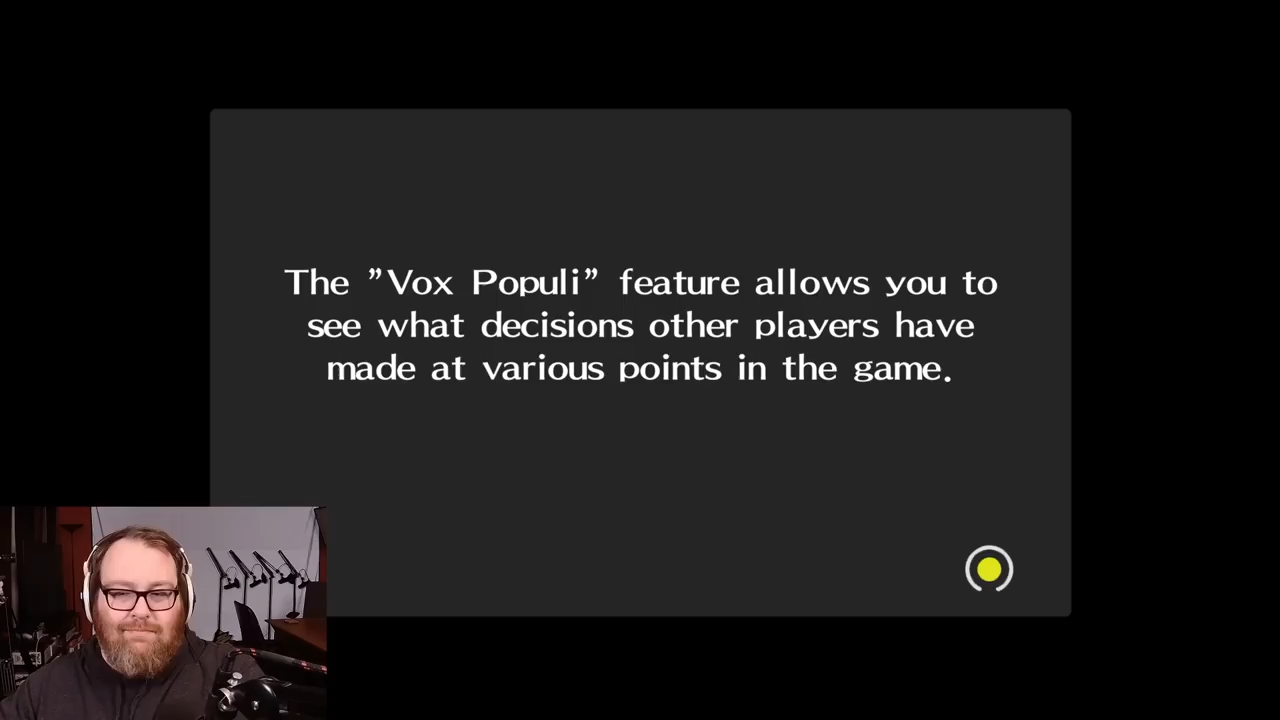 The ”Vox Populi” feature allows you to
see what decisions other players have
made at various points in the game.